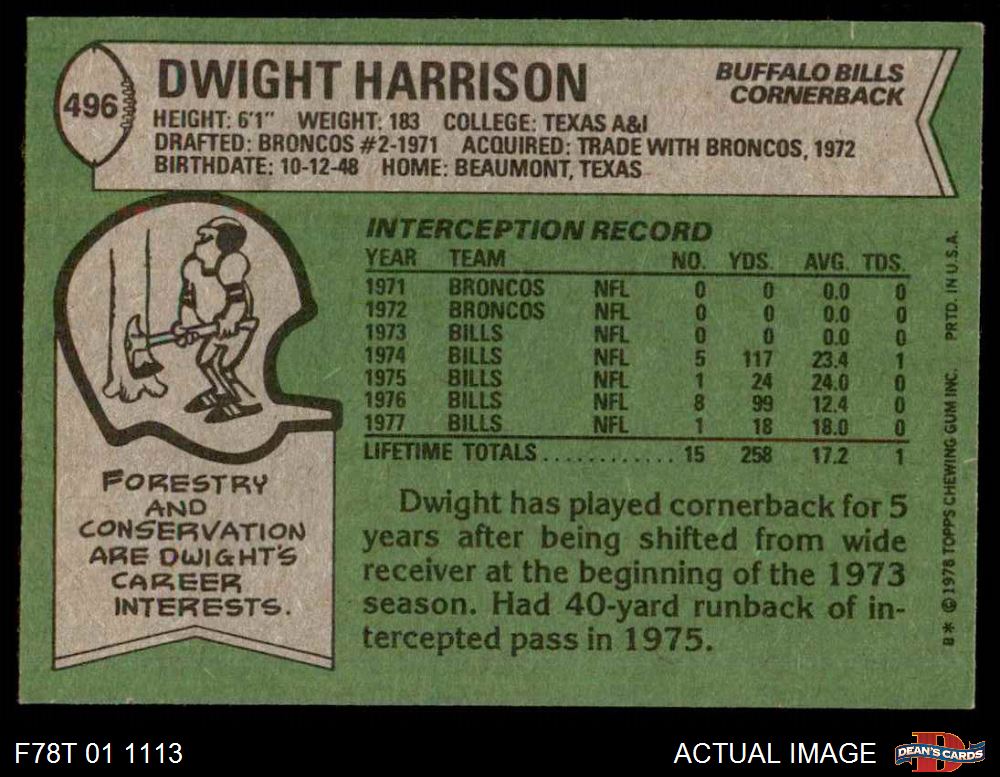 496
DWIGHT HARRISON
BUFFALO BILLS
CORNERBACK
HEIGHT: 6'1" WEIGHT: 183 COLLEGE: TEXAS A&I
DRAFTED: BRONCOS #2-1971 ACQUIRED: TRADE WITH BRONCOS, 1972
BIRTHDATE: 10-12-48 HOME: BEAUMONT, TEXAS
INTERCEPTION RECORD
YEAR TEAM NO. YDS. AVG. TDS.
1971 BRONCOS NFL 0 0 0.0 0
1972 BRONCOS NFL 0 0 0.0 0
1973 BILLS NFL 0 0 0.0 0
1974 BILLS NFL 5 117 23.4 1
1975 BILLS NFL 1 24 24.0 0
1976 BILLS NFL 8 99 12.4 0
1977 BILLS NFL 1 18 18.0 0
LIFETIME TOTALS............ 15 258 17.2 1
Dwight has played cornerback for 5
years after being shifted from wide
receiver at the beginning of the 1973
season. Had 40-yard runback of in-
tercepted pass in 1975.
FORESTRY
AND
CONSERVATION
ARE DWIGHT'S
CAREER
INTERESTS.
B* © 1978 TOPPS CHEWING GUM INC. PRTD. IN U.S.A.
F78T 01 1113
ACTUAL IMAGE
D
DEAN'S CARDS